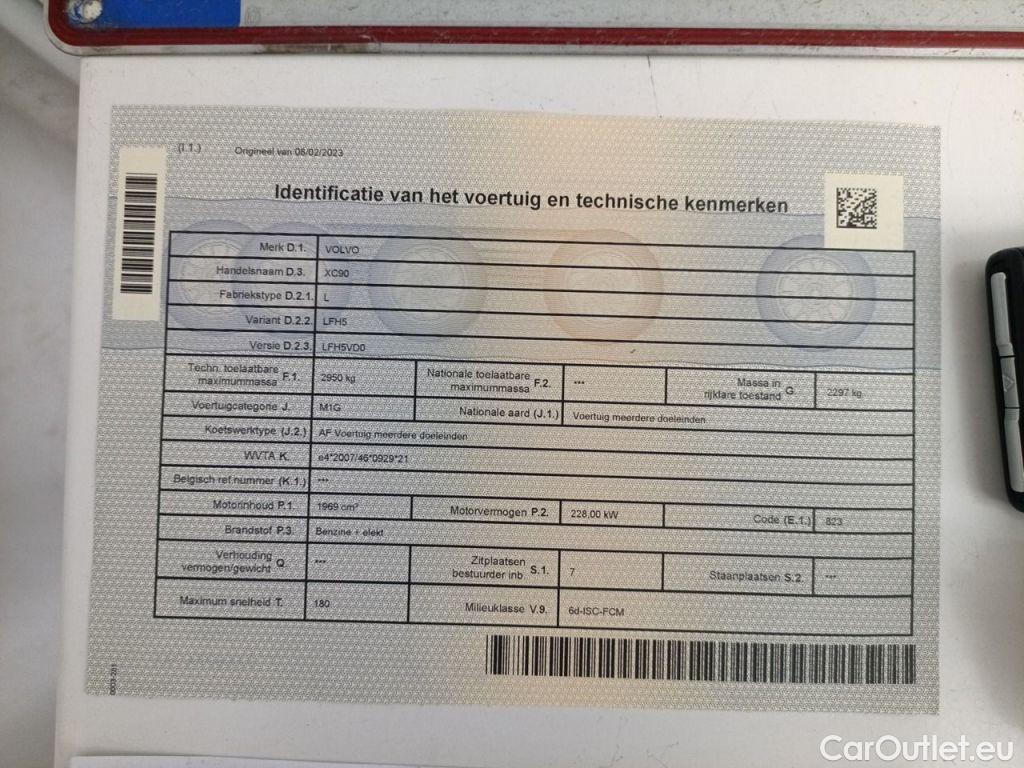 (I.1.) Origineel van 08/02/2023
Identificatie van het voertuig en technische kenmerken
Merk D.1. VOLVO
Handelsnaam D.3. XC90
Fabriekstype D.2.1. L
Variant D.2.2. LFH5
Versie D.2.3. LFH5VD0
Techn. toelaatbare maximummassa F.1. 2950 kg Nationale toelaatbare maximummassa F.2. *** Massa in rijklare toestand G. 2297 kg
Voertuigcategorie J. M1G Nationale aard (J.1.) Voertuig meerdere doeleinden
Koetswerktype (J.2.) AF Voertuig meerdere doeleinden
WVTA K. e4*2007/46*0929*21
Belgisch ref.nummer (K.1.) ***
Motorinhoud P.1. 1969 cm³ Motorvermogen P.2. 228,00 kW Code (E.1.) 823
Brandstof P.3. Benzine + elekt
Verhouding vermogen/gewicht Q. *** Zitplaatsen bestuurder inb. S.1. 7 Staanplaatsen S.2. ***
Maximum snelheid T. 180 Milieuklasse V.9. 6d-ISC-FCM
CarOutlet.eu